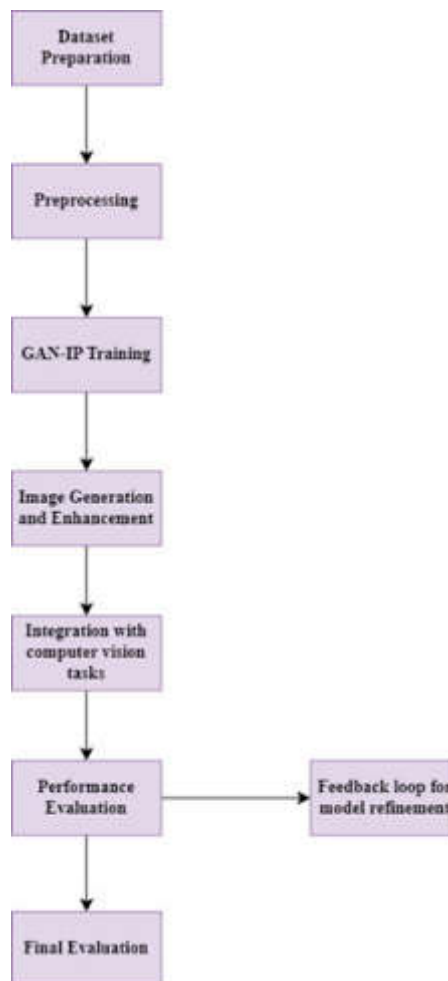 Dataset
Preparation
Preprocessing
GAN-IP Training
Image Generation
and Enhancement
Integration with
computer vision
tasks
Performance
Evaluation
Feedback loop for
model refinement
Final Evaluation